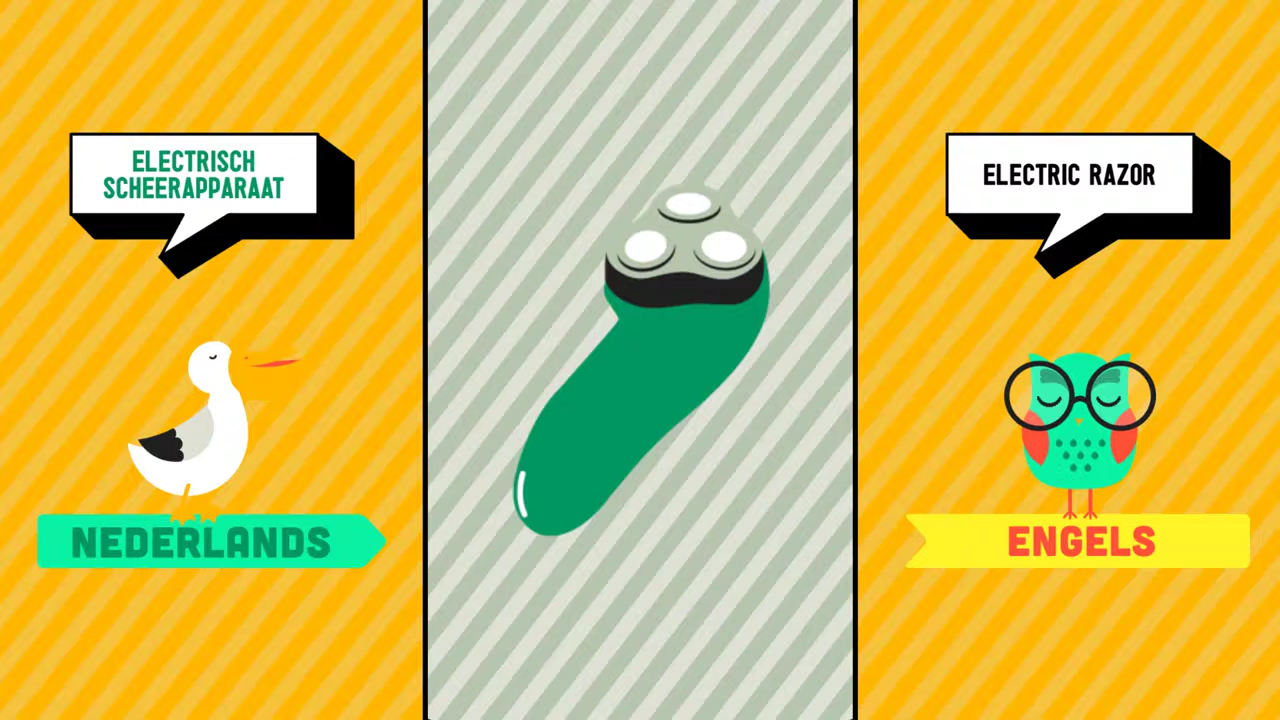 ELECTRISCH
SCHEERAPPARAAT
NEDERLANDS
ELECTRIC RAZOR
ENGELS